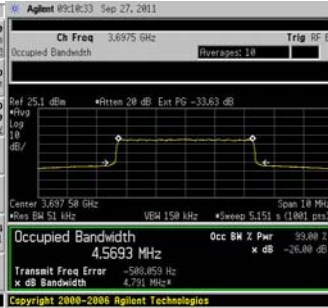 Agilent 09:10:33 Sep 27, 2011
Ch Freq 3.6975 GHz Trig RF B
Occupied Bandwidth Averages: 10
Ref 25.1 dBm #Atten 20 dB Ext PG -33.63 dB
#Avg
Log
10
dB/
Center 3.697 50 GHz Span 10 MHz
#Res BW 51 kHz VBW 150 kHz #Sweep 5.151 s (1001 pts)
Occupied Bandwidth Occ BW % Pwr 99.00 %
4.5693 MHz x dB -26.00 dB
Transmit Freq Error -508.059 Hz
x dB Bandwidth 4.791 MHz*
Copyright 2000-2006 Agilent Technologies